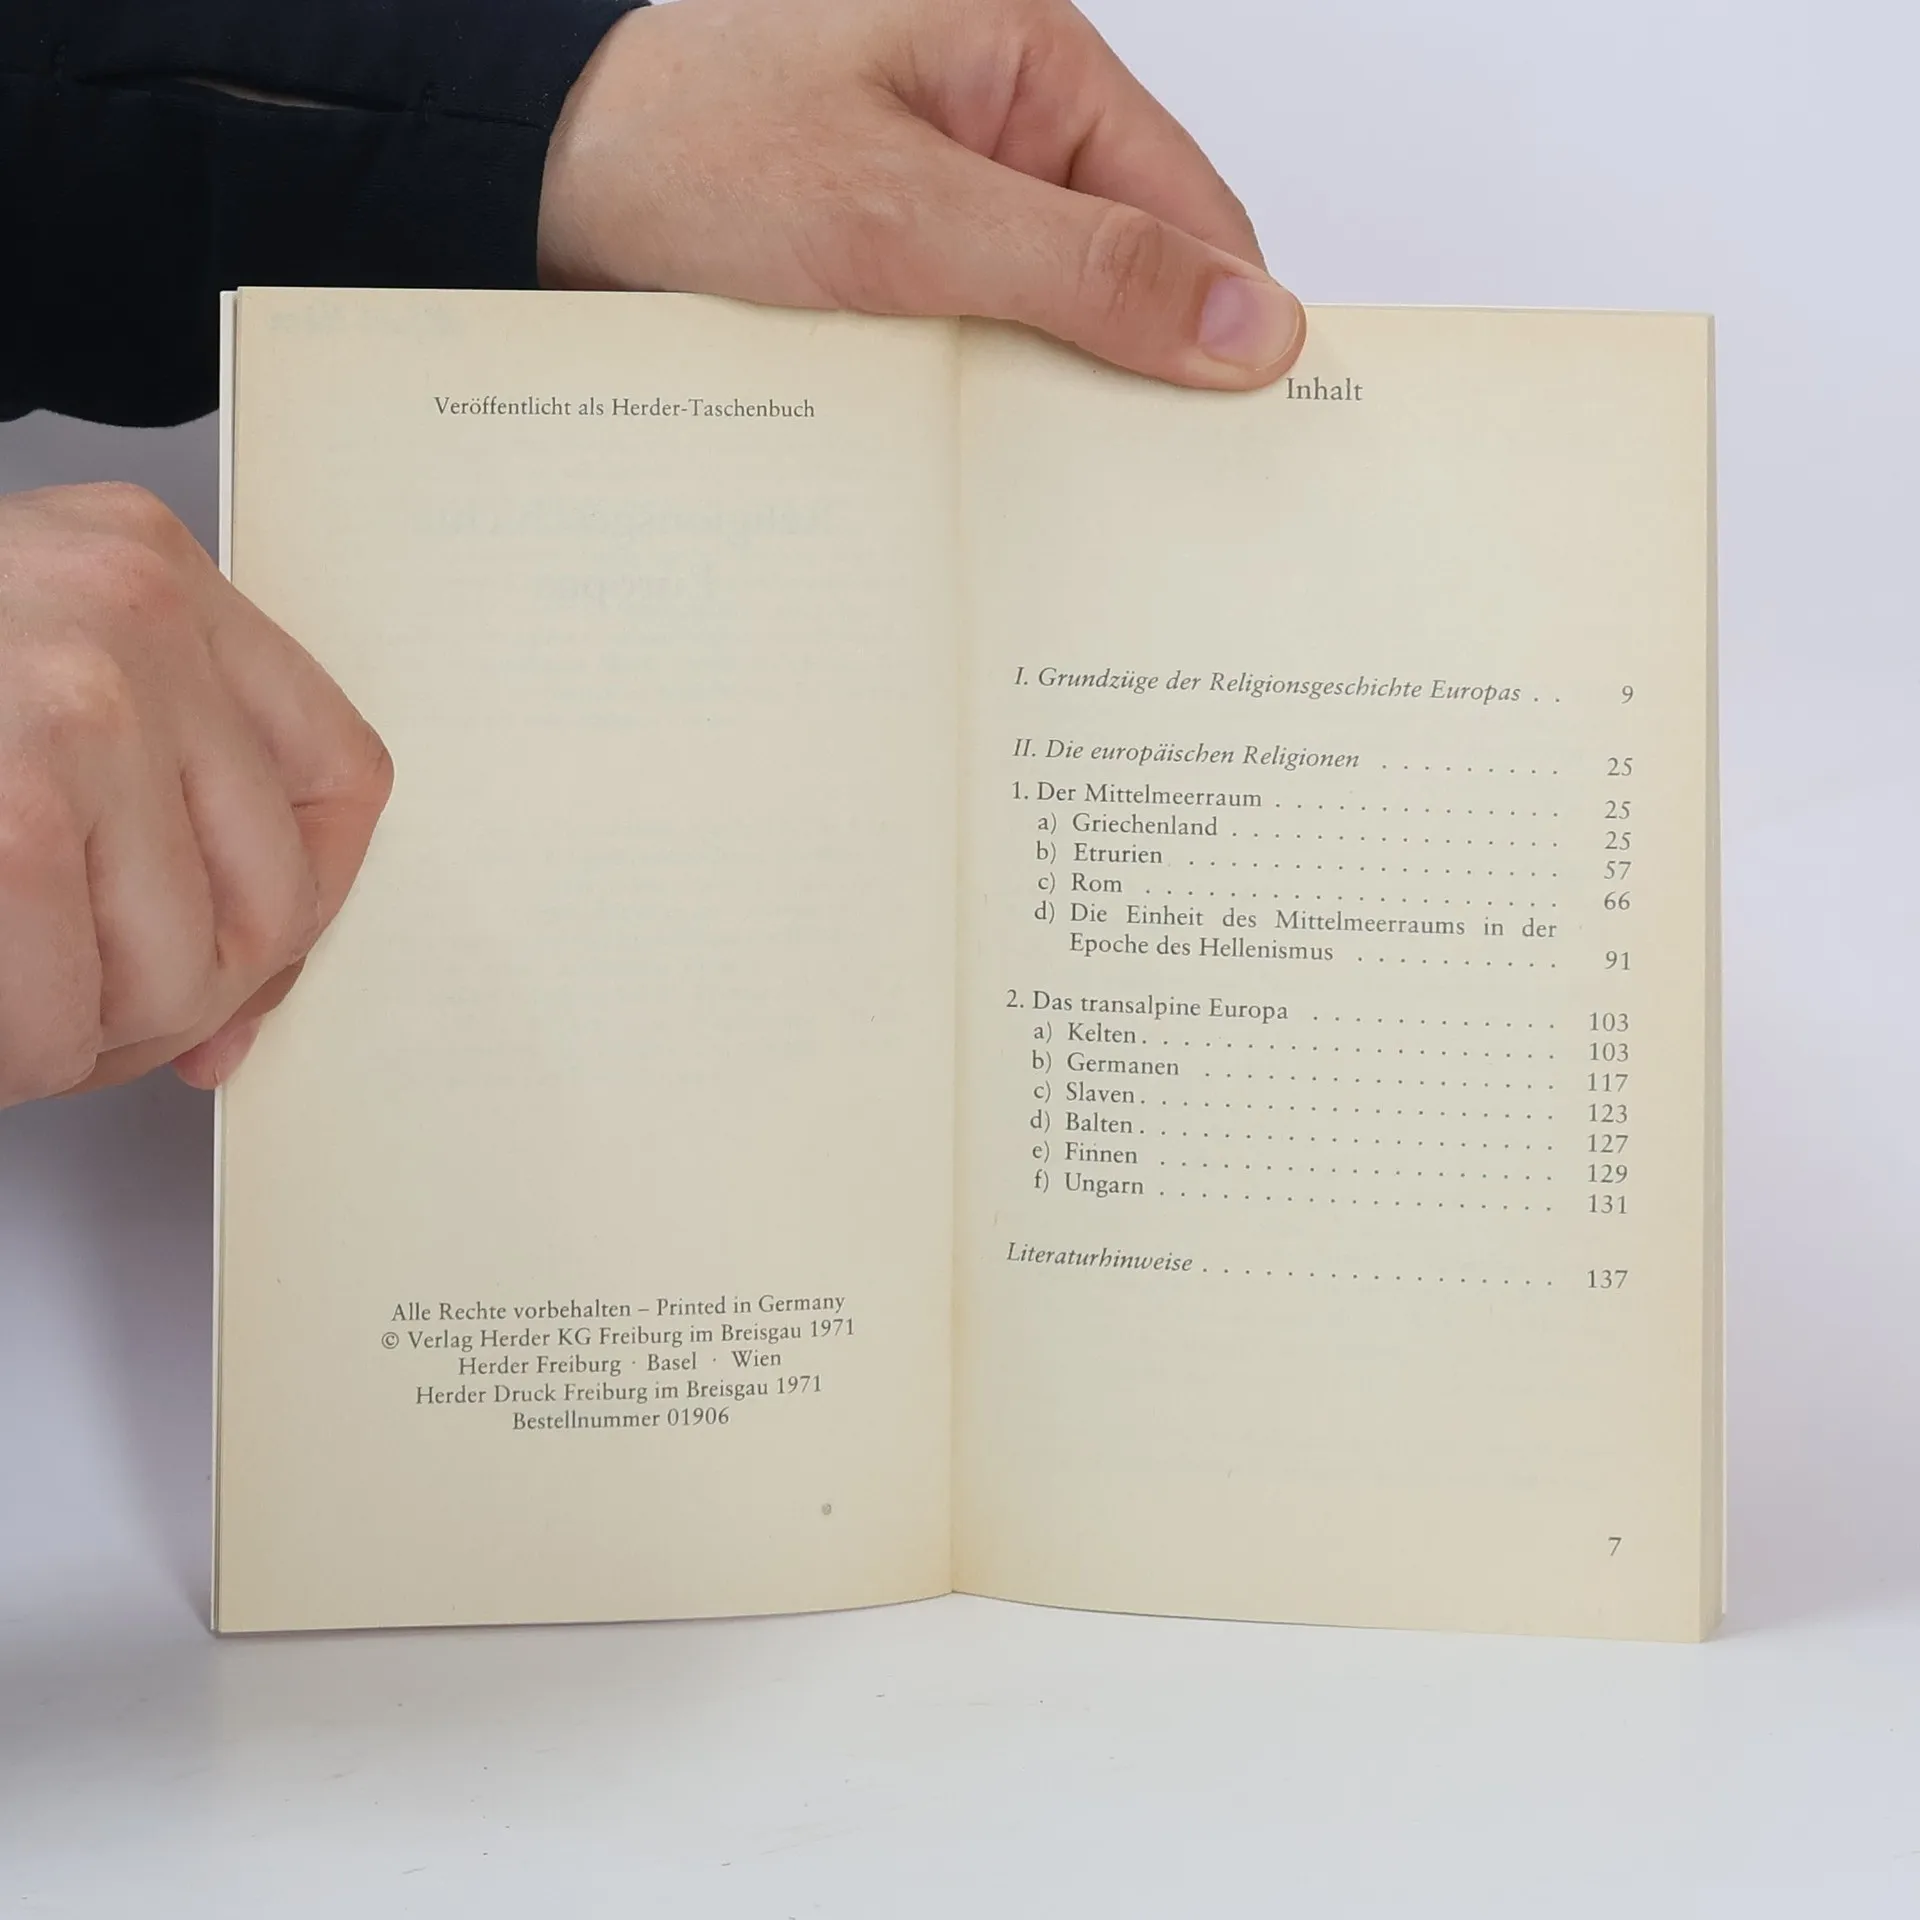 Veröffentlicht als Herder-Taschenbuch
Alle Rechte vorbehalten – Printed in Germany
© Verlag Herder KG Freiburg im Breisgau 1971
Herder Freiburg · Basel · Wien
Herder Druck Freiburg im Breisgau 1971
Bestellnummer 01906
Inhalt
I. Grundzüge der Religionsgeschichte Europas . . 9
II. Die europäischen Religionen . . . . . . . . . 25
1. Der Mittelmeerraum . . . . . . . . . . . . . . 25
a) Griechenland . . . . . . . . . . . . . . . . 25
b) Etrurien . . . . . . . . . . . . . . . . . . 57
c) Rom . . . . . . . . . . . . . . . . . . . . 66
d) Die Einheit des Mittelmeerraums in der
Epoche des Hellenismus . . . . . . . . . . 91
2. Das transalpine Europa . . . . . . . . . . . . 103
a) Kelten . . . . . . . . . . . . . . . . . . . . 103
b) Germanen . . . . . . . . . . . . . . . . . 117
c) Slaven . . . . . . . . . . . . . . . . . . . . 123
d) Balten . . . . . . . . . . . . . . . . . . . . 127
e) Finnen . . . . . . . . . . . . . . . . . . . 129
f) Ungarn . . . . . . . . . . . . . . . . . . . 131
Literaturhinweise . . . . . . . . . . . . . . . . . 137
7